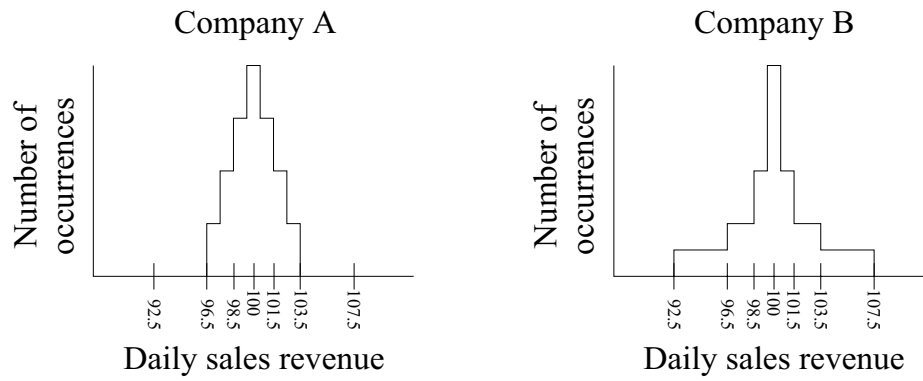 Company A
Number of
occurrences
92.5
96.5
98.5
100
101.5
103.5
107.5
Daily sales revenue
Company B
Number of
occurrences
92.5
96.5
98.5
100
101.5
103.5
107.5
Daily sales revenue